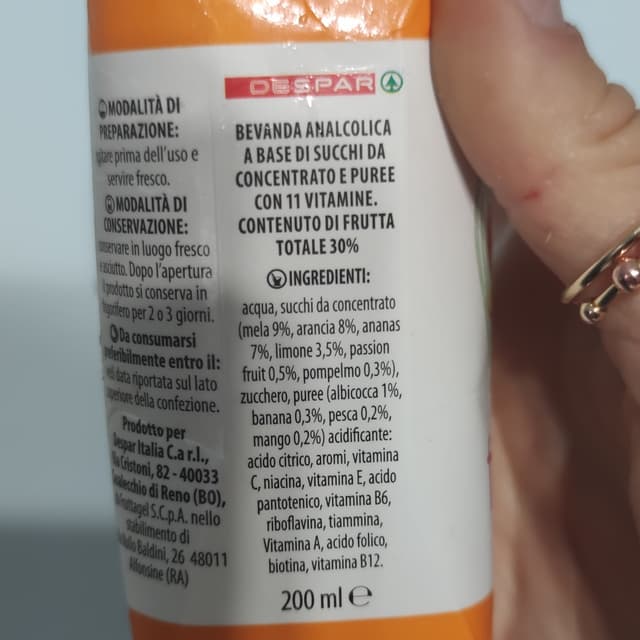 MODALITÀ DI
PREPARAZIONE:
prima dell'uso e
servire fresco.
MODALITÀ DI
CONSERVAZIONE:
in luogo fresco
e asciutto. Dopo l'apertura
prodotto si conserva in
per 2 o 3 giorni.
Da consumarsi
preferibilmente entro il:
data riportata sul lato
superiore della confezione.
Prodotto per
Despar Italia C.a r.l.,
Via Cristoni, 82 - 40033
Casalecchio di Reno (BO),
Fruttagel S.C.p.A. nello
stabilimento di
Baldini, 26 48011
Alfonsine (RA)
DESPAR
BEVANDA ANALCOLICA
A BASE DI SUCCHI DA
CONCENTRATO E PUREE
CON 11 VITAMINE.
CONTENUTO DI FRUTTA
TOTALE 30%
INGREDIENTI:
acqua, succhi da concentrato
(mela 9%, arancia 8%, ananas
7%, limone 3,5%, passion
fruit 0,5%, pompelmo 0,3%),
zucchero, puree (albicocca 1%,
banana 0,3%, pesca 0,2%,
mango 0,2%) acidificante:
acido citrico, aromi, vitamina
C, niacina, vitamina E, acido
pantotenico, vitamina B6,
riboflavina, tiammina,
Vitamina A, acido folico,
biotina, vitamina B12.
200 ml e